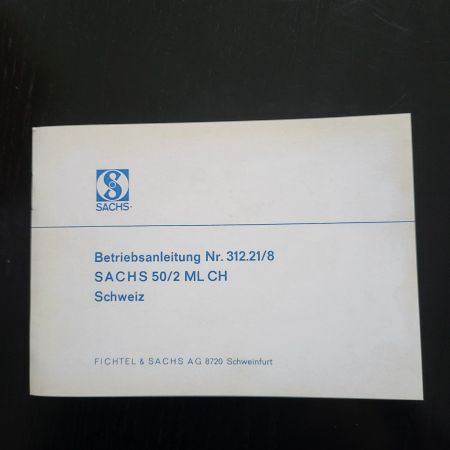 SACHS
Betriebsanleitung Nr. 312.21/8
SACHS 50/2 ML CH
Schweiz
FICHTEL & SACHS AG 8720 Schweinfurt